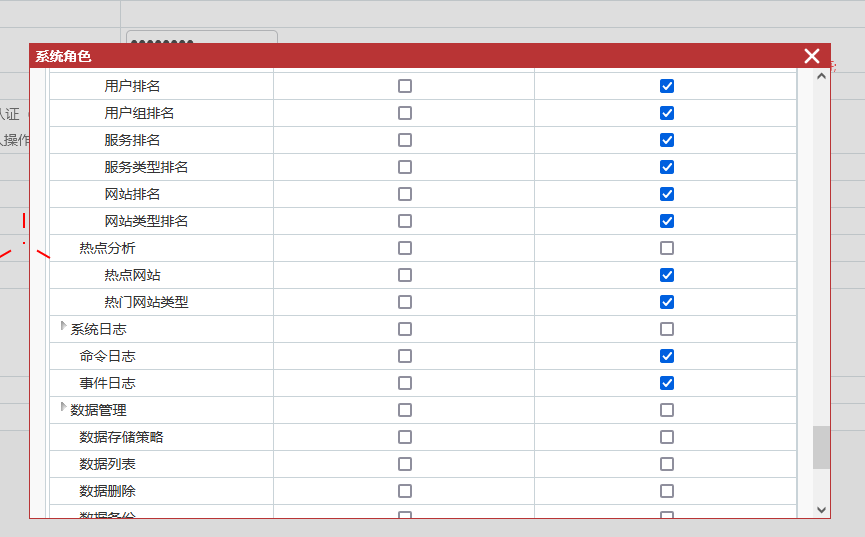 系统角色
用户排名
用户组排名
认证
服务排名
人操作
服务类型排名
网站排名
网站类型排名
热点分析
热点网站
热门网站类型
系统日志
命令日志
事件日志
数据管理
数据存储策略
数据列表
数据删除
数据备份